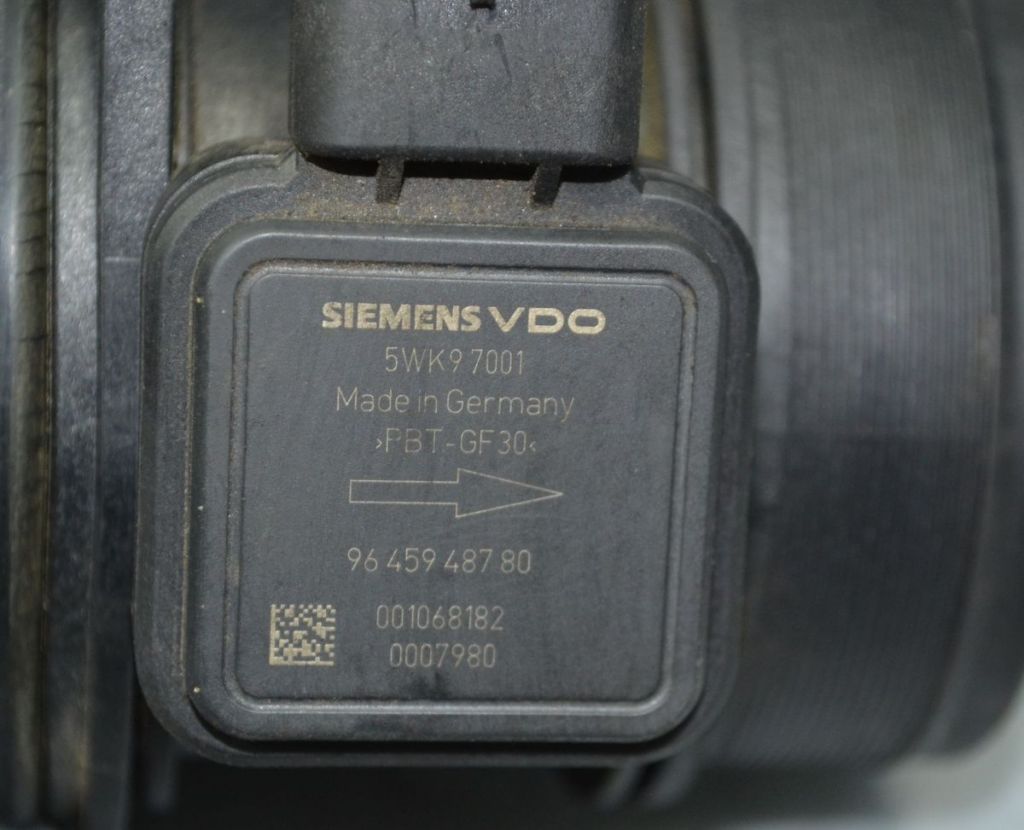 SIEMENS VDO
5WK9 7001
Made in Germany
›PBT-GF30‹
96 459 487 80
001068182
0007980